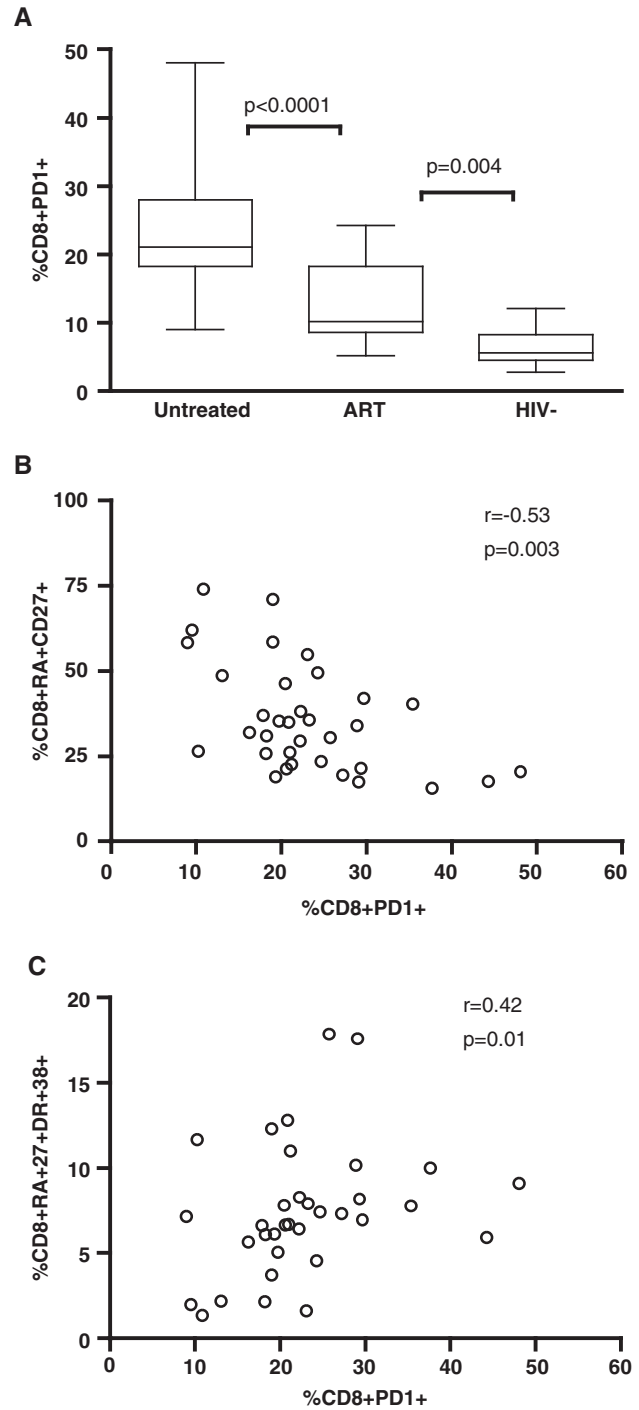 A
%CD8+PD1+
50
40
30
20
10
0
p<0.0001
p=0.004
Untreated ART HIV-
B
%CD8+RA+CD27+
100
75
50
25
0
r=-0.53
p=0.003
0 10 20 30 40 50 60
%CD8+PD1+
C
%CD8+RA+27+DR+38+
20
15
10
5
0
r=0.42
p=0.01
0 10 20 30 40 50 60
%CD8+PD1+